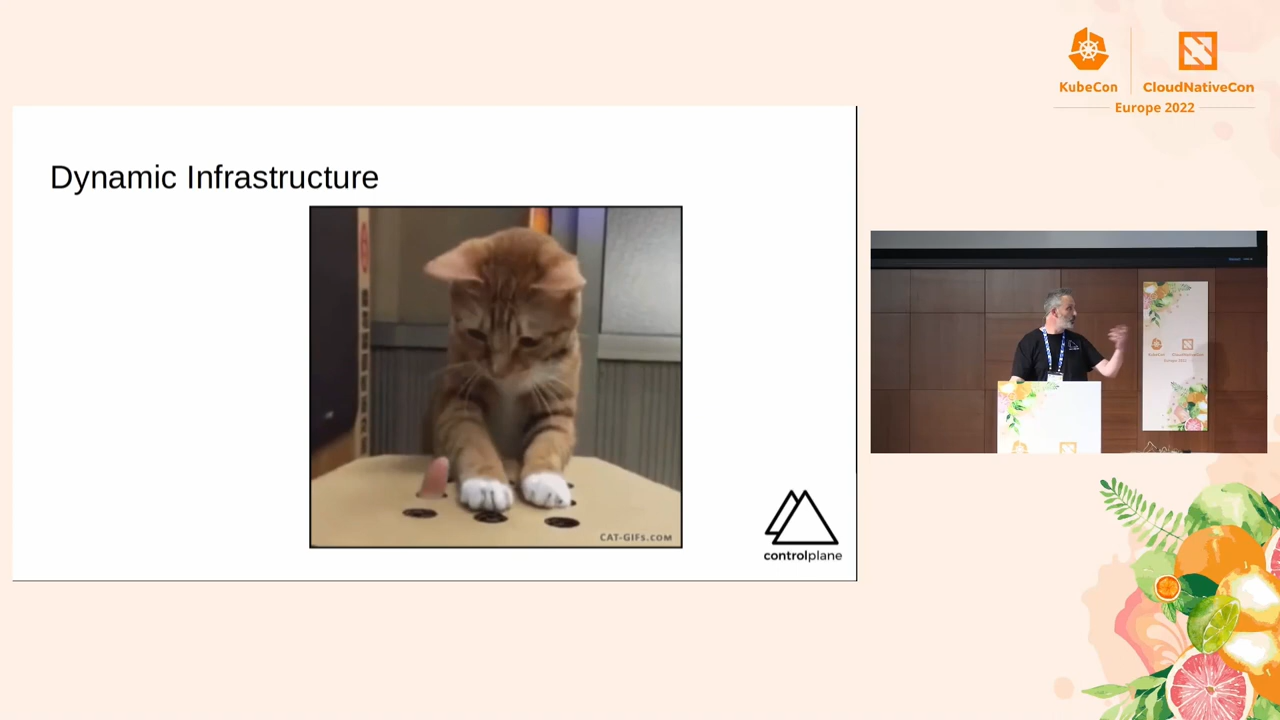 KubeCon
CloudNativeCon
Europe 2022
Dynamic Infrastructure
CAT-GIFs.COM
controlplane